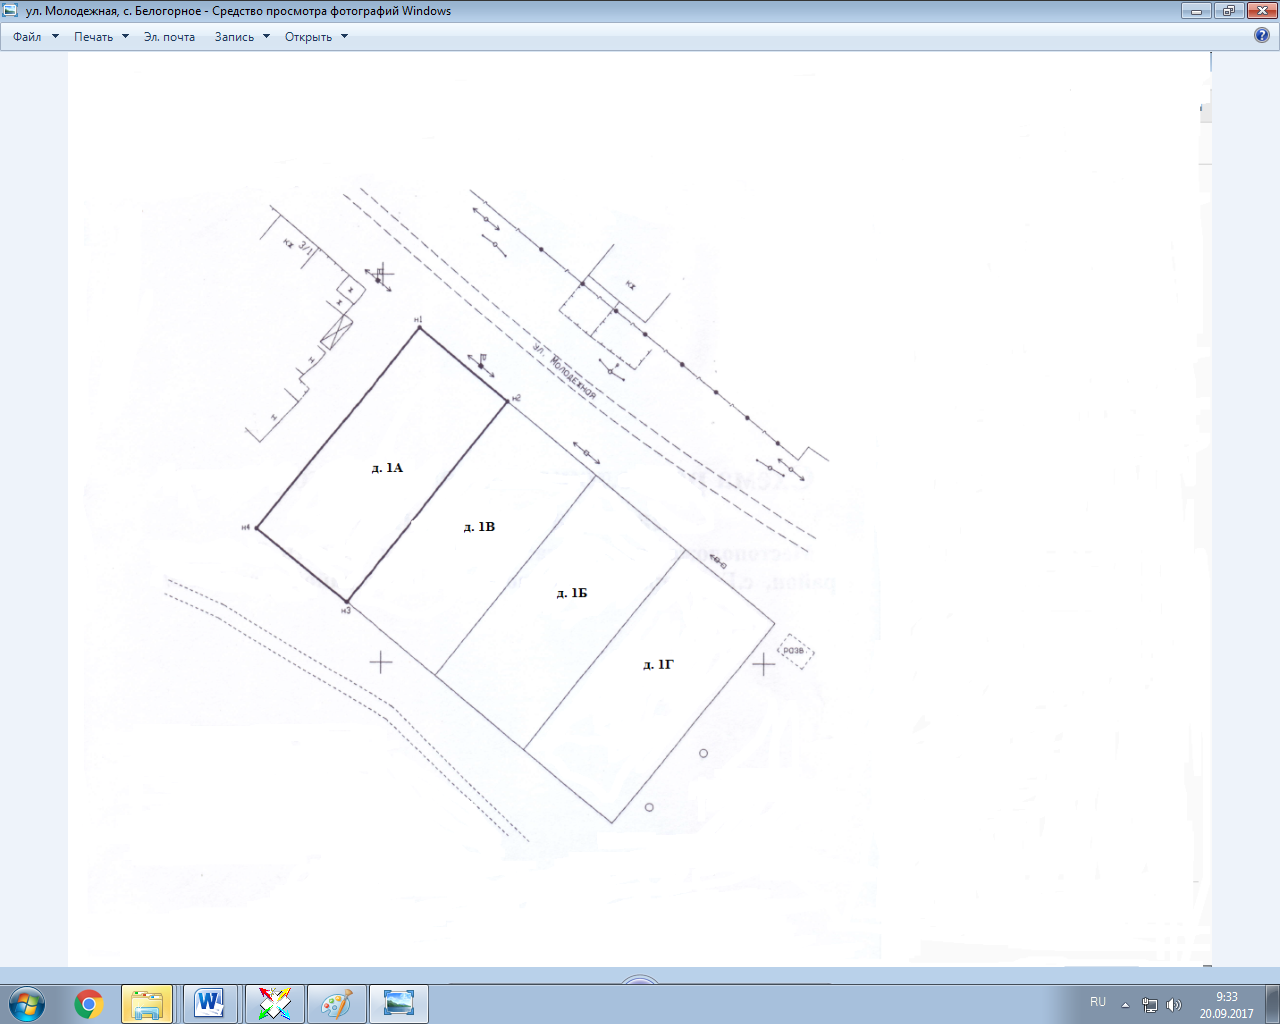 ул. Молодежная, с. Белогорное - Средство просмотра фотографий Windows
Файл Печать Эл. почта Запись Открыть
кж 3/1
кж
к
к
н1
ул. Молодежная
н
н2
н
д. 1А
д. 1В
н4
д. 1Б
н3
разв
д. 1Г
RU
9:33
20.09.2017